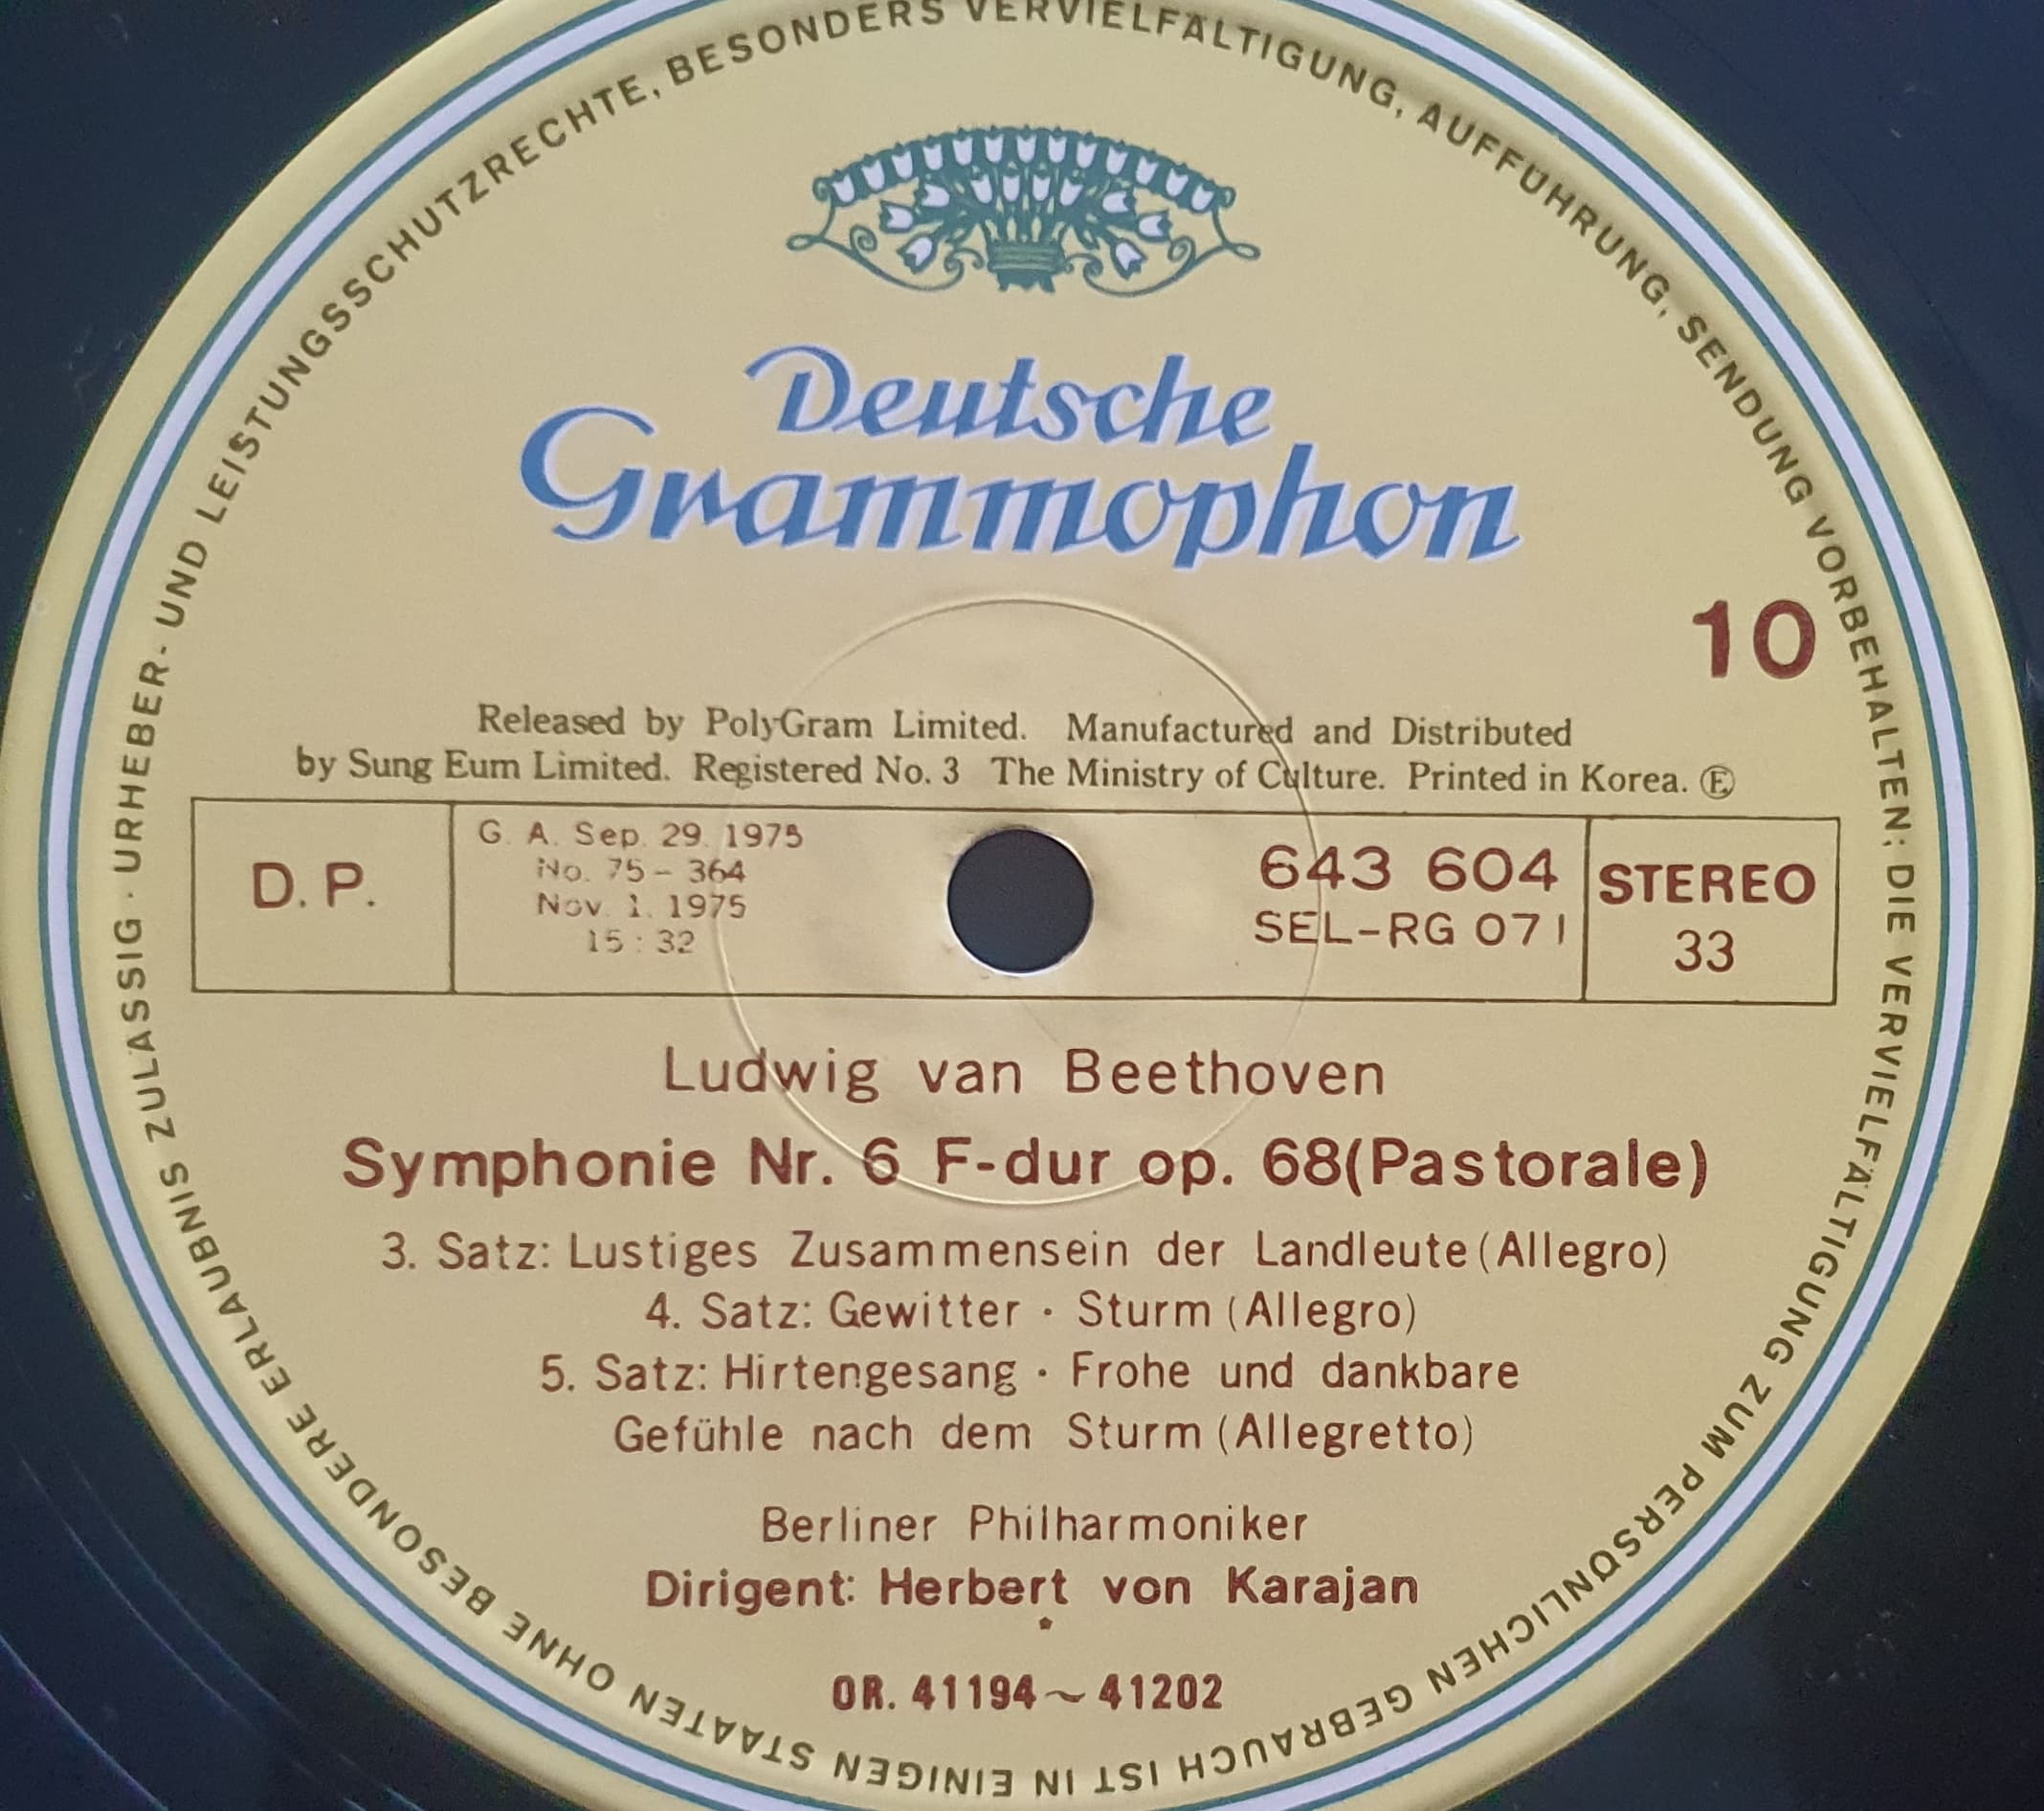 URHEBER- UND LEISTUNGSSCHUTZRECHTE, BESONDERS VERVIELFÄLTIGUNG, AUFFÜHRUNG, SENDUNG VORBEHALTEN; DIE VERVIELFÄLTIGUNG ZUM PERSÖNLICHEN GEBRAUCH IST IN EINIGEN STAATEN OHNE BESONDERE ERLAUBNIS ZULÄSSIG ·
Deutsche
Grammophon
10
Released by PolyGram Limited. Manufactured and Distributed
by Sung Eum Limited. Registered No. 3 The Ministry of Culture. Printed in Korea. Ⓔ
D. P.
G. A. Sep. 29. 1975
No. 75-364
Nov. 1. 1975
15 : 32
643 604
SEL-RG 071
STEREO
33
Ludwig van Beethoven
Symphonie Nr. 6 F-dur op. 68(Pastorale)
3. Satz: Lustiges Zusammensein der Landleute (Allegro)
4. Satz: Gewitter · Sturm (Allegro)
5. Satz: Hirtengesang · Frohe und dankbare
Gefühle nach dem Sturm (Allegretto)
Berliner Philharmoniker
Dirigent: Herbert von Karajan
OR. 41194~41202